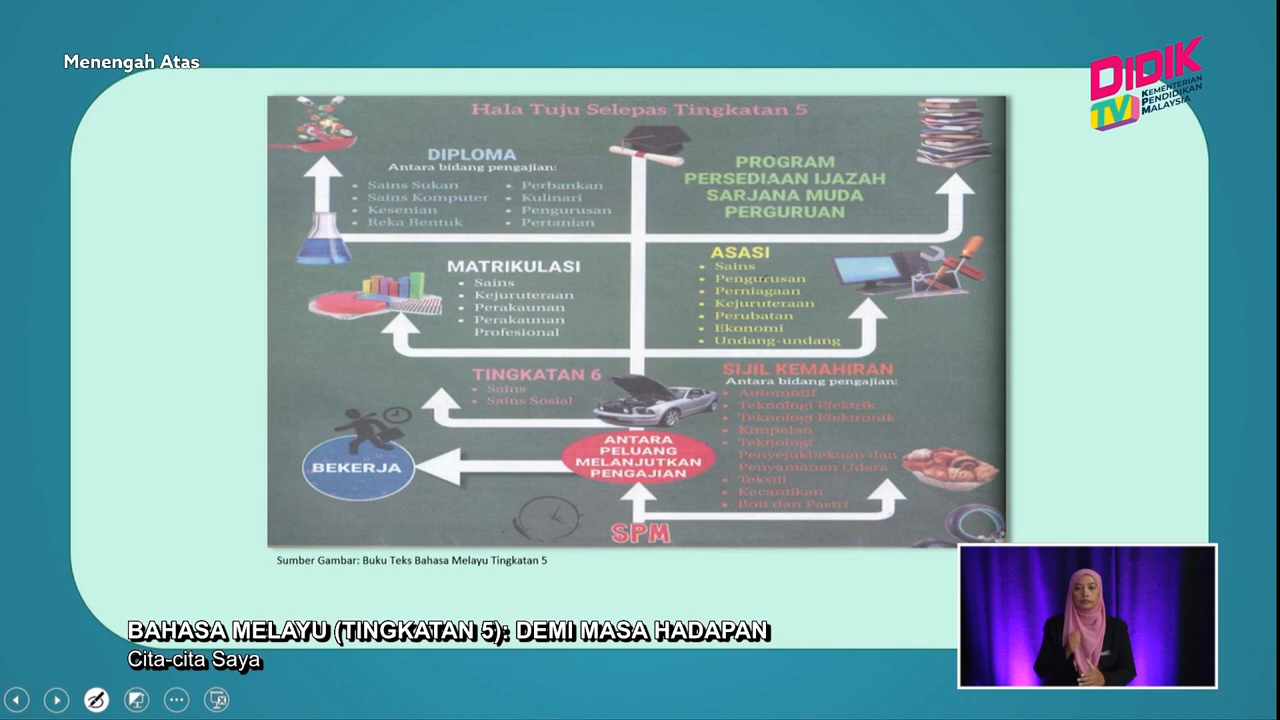 Menengah Atas
DIDIK
TV
KEMENTERIAN
PENDIDIKAN
MALAYSIA
Hala Tuju Selepas Tingkatan 5
DIPLOMA
Antara bidang pengajian:
• Sains Sukan
• Sains Komputer
• Kesenian
• Reka Bentuk
• Perbankan
• Kulinari
• Pengurusan
• Pertanian
PROGRAM
PERSEDIAAN IJAZAH
SARJANA MUDA
PERGURUAN
MATRIKULASI
• Sains
• Kejuruteraan
• Perakaunan
• Perakaunan
Profesional
ASASI
• Sains
• Pengurusan
• Perniagaan
• Kejuruteraan
• Perubatan
• Ekonomi
• Undang-undang
TINGKATAN 6
• Sains
• Sains Sosial
SIJIL KEMAHIRAN
Antara bidang pengajian:
• Automotif
• Teknologi Elektrik
• Teknologi Elektronik
• Kimpalan
• Teknologi
Penyejukbekuan dan
Penyamanan Udara
• Tekstil
• Kecantikan
• Roti dan Pastri
BEKERJA
ANTARA
PELUANG
MELANJUTKAN
PENGAJIAN
SPM
Sumber Gambar: Buku Teks Bahasa Melayu Tingkatan 5
BAHASA MELAYU (TINGKATAN 5): DEMI MASA HADAPAN
Cita-cita Saya